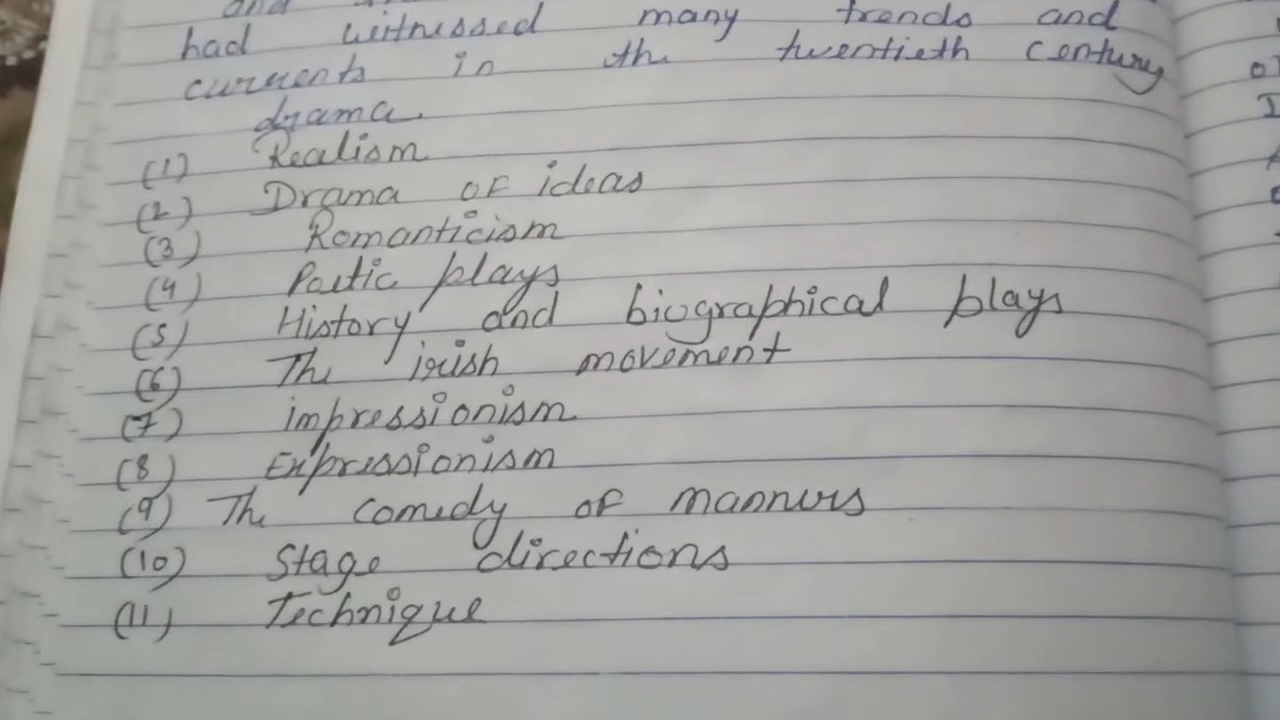 and
had witnessed many trends and
currents in the twentieth century
drama.
(1) Realism
(2) Drama of ideas
(3) Romanticism
(4) Poetic plays
(5) History and biographical plays
(6) The irish movement
(7) impressionism
(8) Expressionism
(9) The comedy of manners
(10) Stage directions
(11) Technique